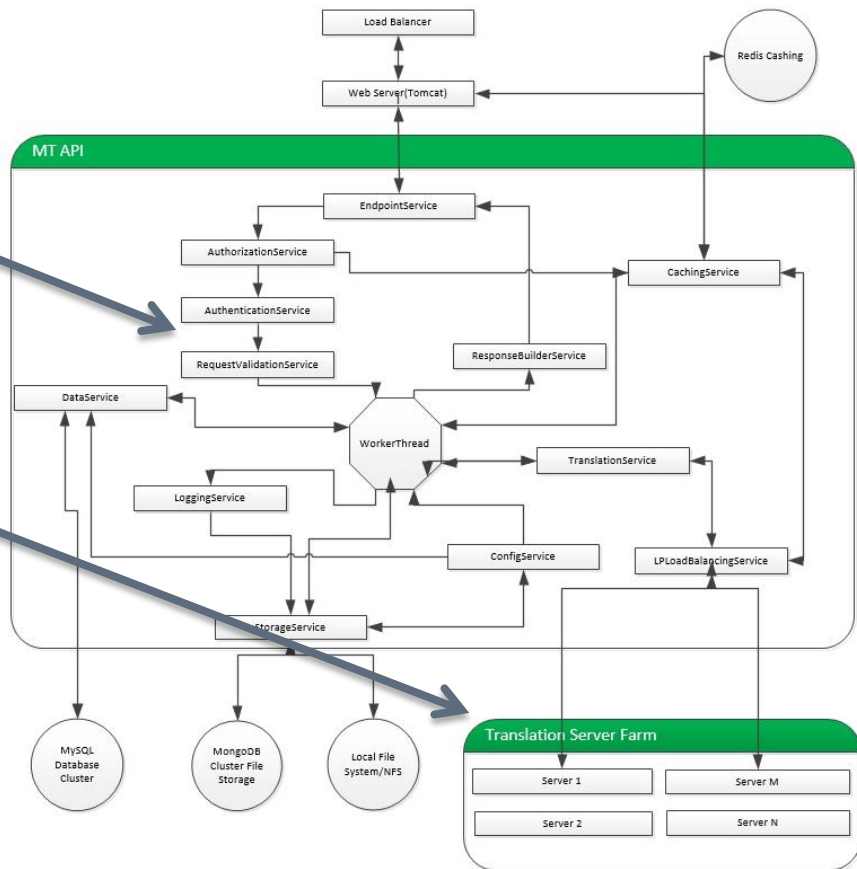 Load Balancer
Redis Cashing
Web Server(Tomcat)
MT API
EndpointService
AuthorizationService
CachingService
AuthenticationService
ResponseBuilderService
RequestValidationService
DataService
WorkerThread
TranslationService
LoggingService
ConfigService
LPLoadBalancingService
StorageService
MySQL
Database
Cluster
MongoDB
Cluster File
Storage
Local File
System/NFS
Translation Server Farm
Server 1
Server M
Server 2
Server N